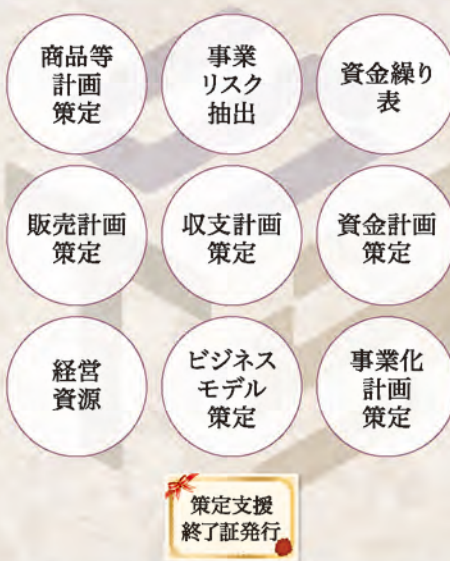 商品等
計画
策定
事業
リスク
抽出
資金繰り
表
販売計画
策定
収支計画
策定
資金計画
策定
経営
資源
ビジネス
モデル
策定
事業化
計画
策定
策定支援
終了証発行